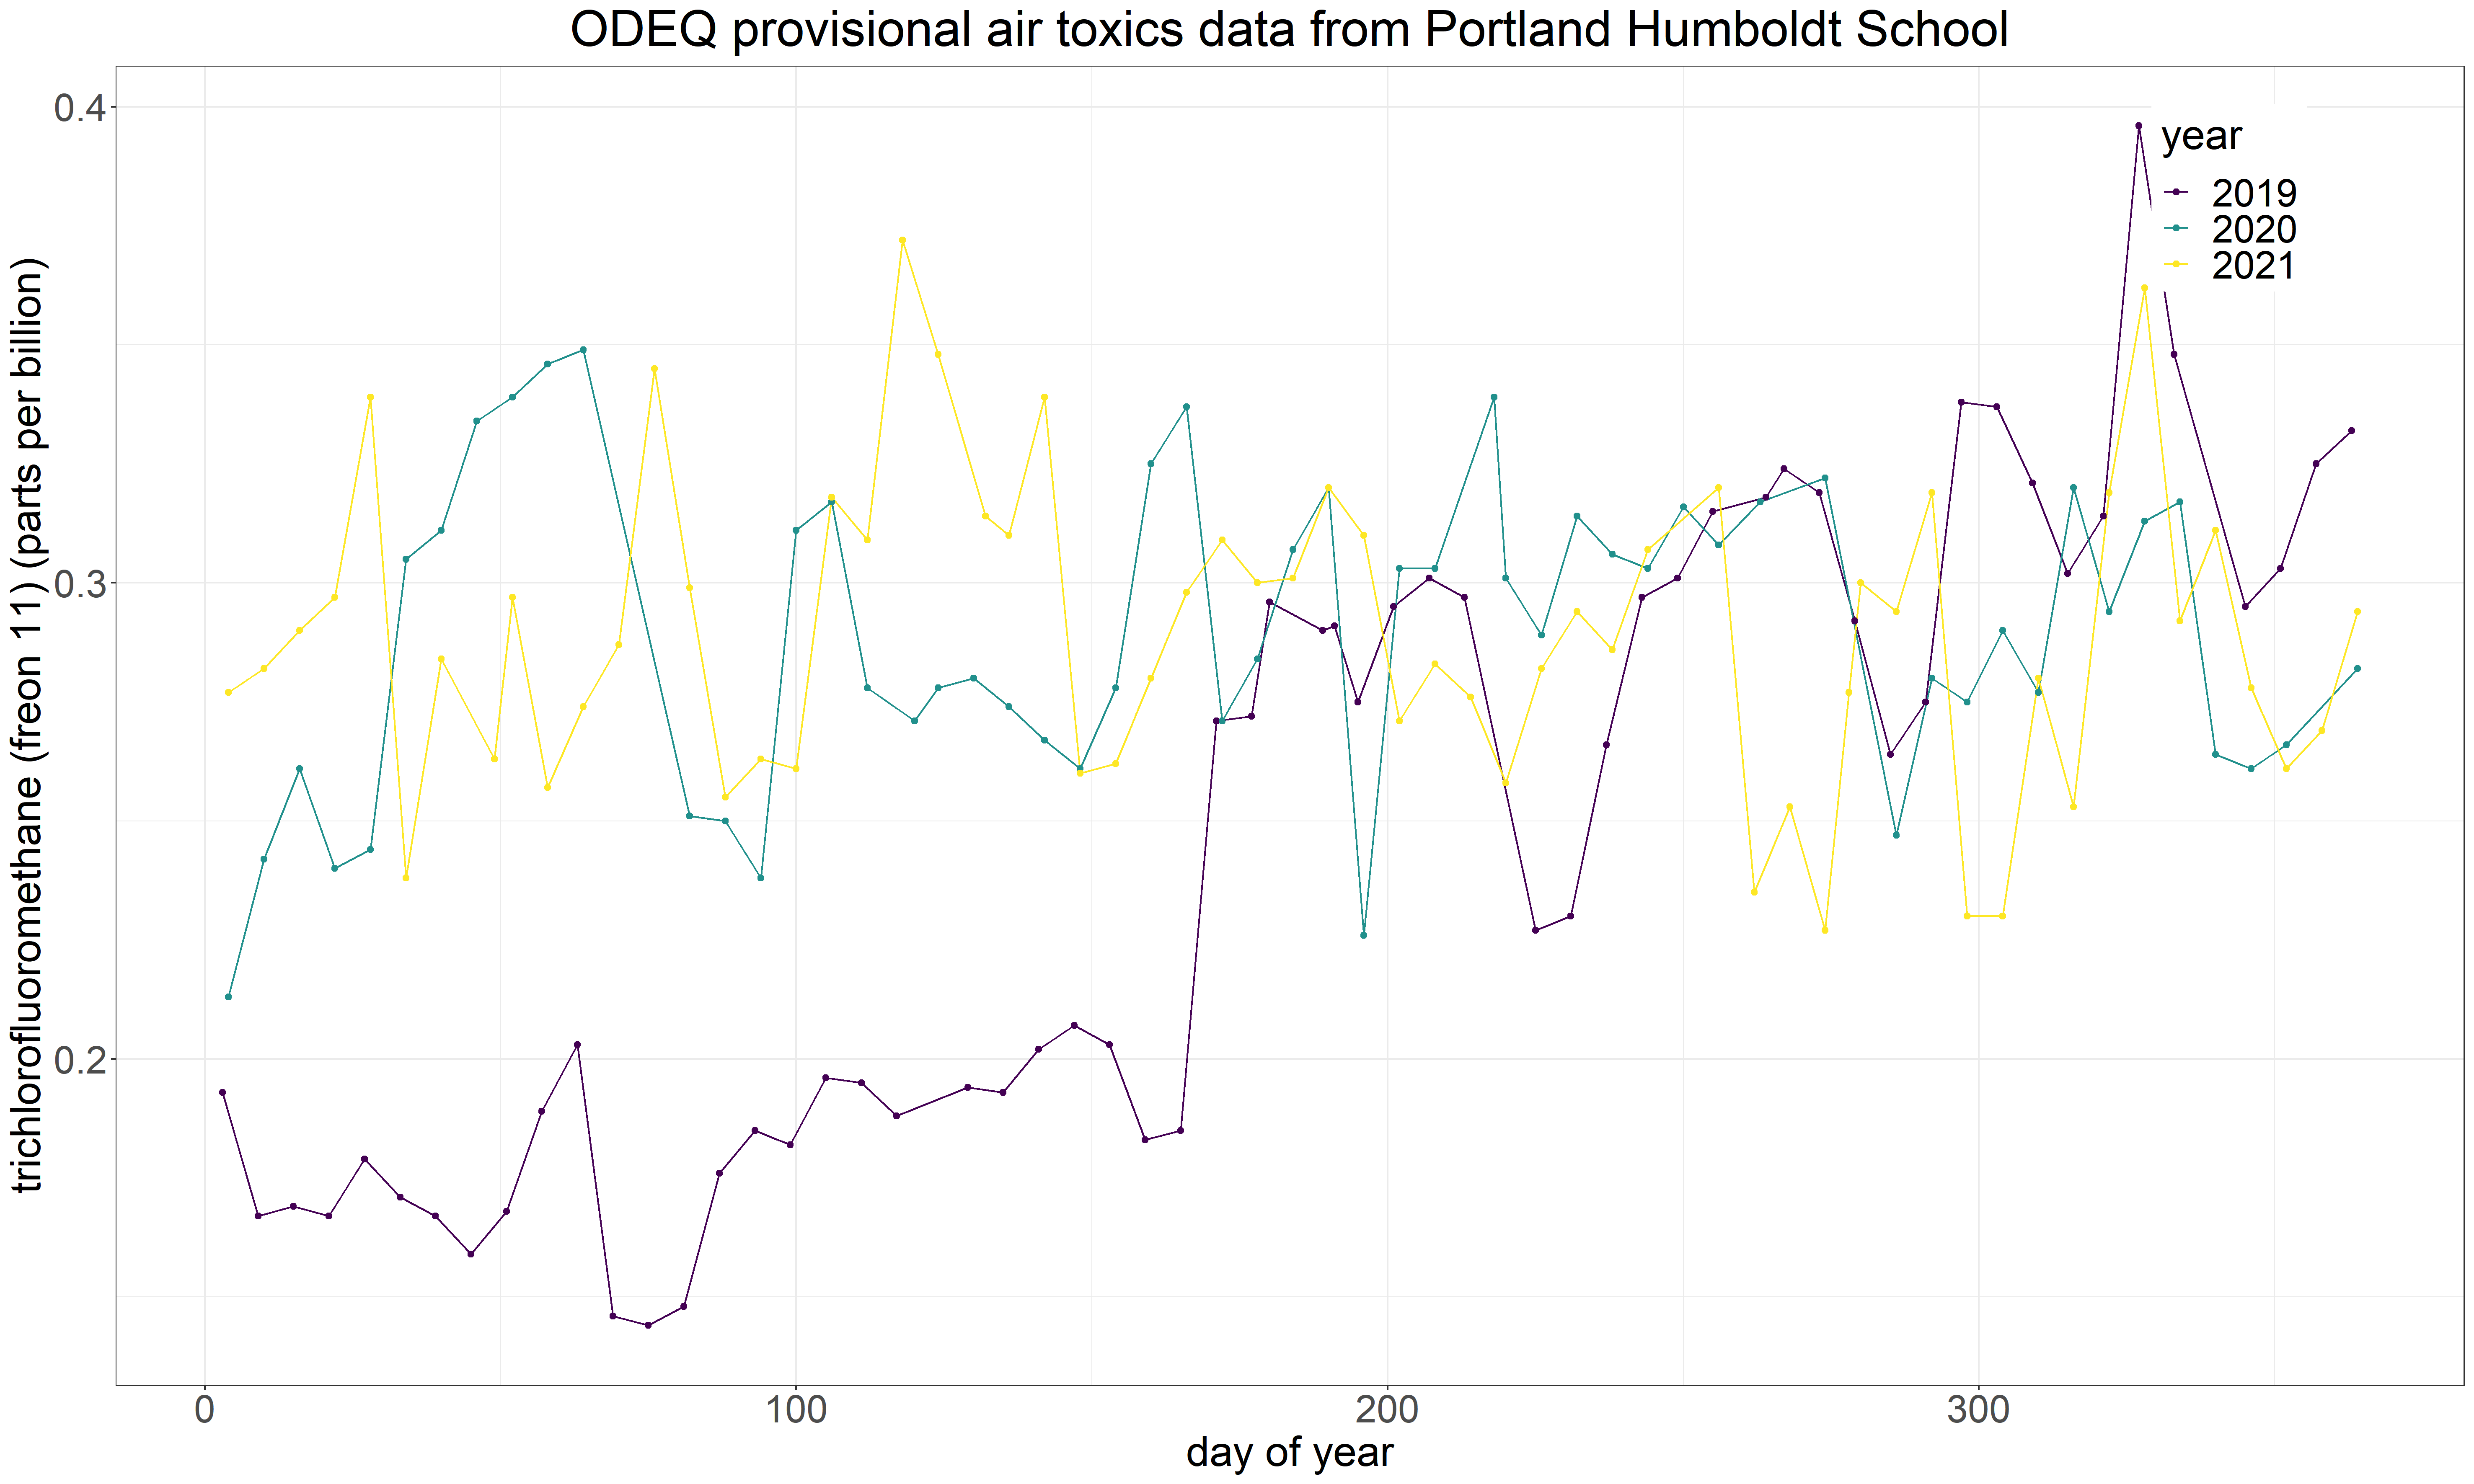 ODEQ provisional air toxics data from Portland Humboldt School
trichlorofluoromethane (freon 11) (parts per billion)
0.4
0.3
0.2
year
2019
2020
2021
0 100 200 300
day of year